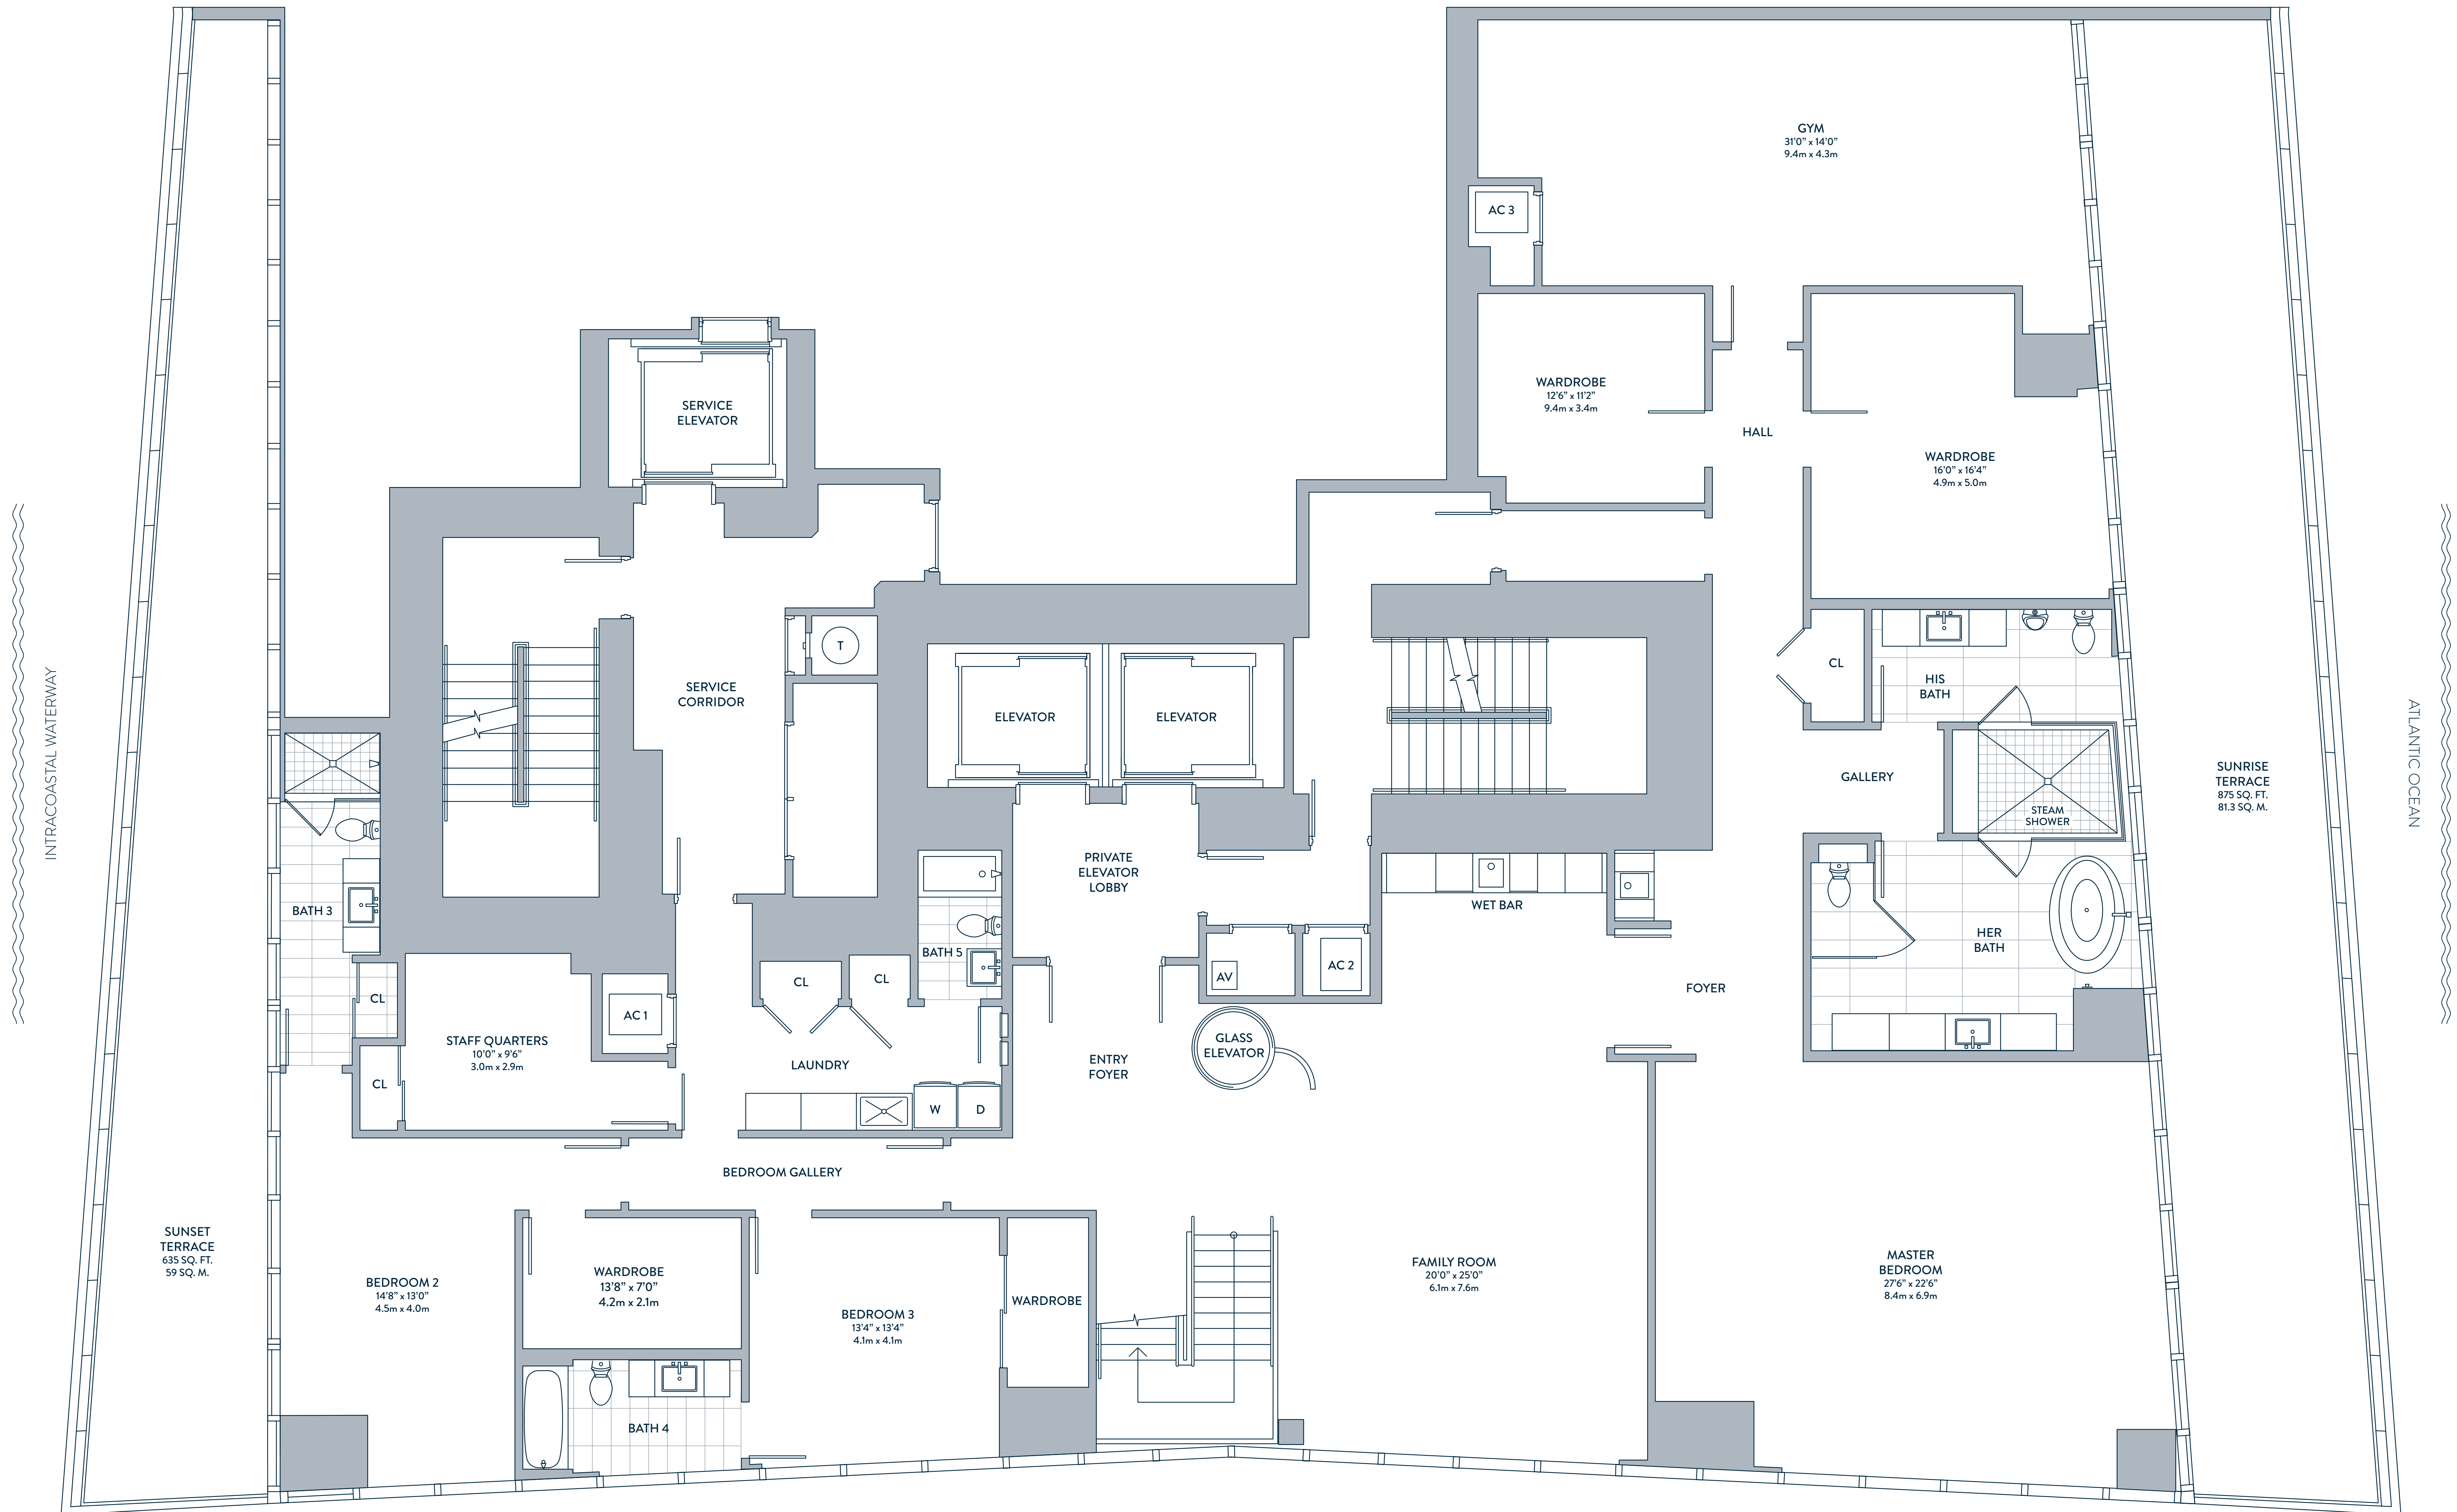 GYM
31'0" x 14'0"
9.4m x 4.3m
AC 3
WARDROBE
12'6" x 11'2"
9.4m x 3.4m
SERVICE
ELEVATOR
HALL
WARDROBE
16'0" x 16'4"
4.9m x 5.0m
T
SERVICE
CORRIDOR
ELEVATOR
ELEVATOR
CL
HIS
BATH
INTRACOASTAL WATERWAY
ATLANTIC OCEAN
GALLERY
STEAM
SHOWER
SUNRISE
TERRACE
875 SQ. FT.
81.3 SQ. M.
PRIVATE
ELEVATOR
LOBBY
BATH 3
WET BAR
BATH 5
HER
BATH
CL
CL
CL
AV
AC 2
FOYER
AC 1
STAFF QUARTERS
10'0" x 9'6"
3.0m x 2.9m
GLASS
ELEVATOR
LAUNDRY
ENTRY
FOYER
CL
W
D
BEDROOM GALLERY
SUNSET
TERRACE
635 SQ. FT.
59 SQ. M.
BEDROOM 2
14'8" x 13'0"
4.5m x 4.0m
WARDROBE
13'8" x 7'0"
4.2m x 2.1m
BEDROOM 3
13'4" x 13'4"
4.1m x 4.1m
WARDROBE
FAMILY ROOM
20'0" x 25'0"
6.1m x 7.6m
MASTER
BEDROOM
27'6" x 22'6"
8.4m x 6.9m
BATH 4